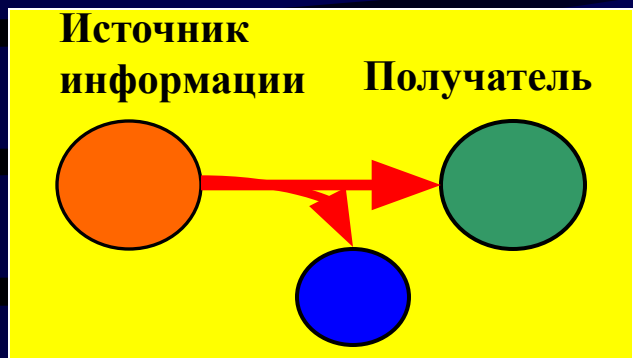 Источник
информации
Получатель